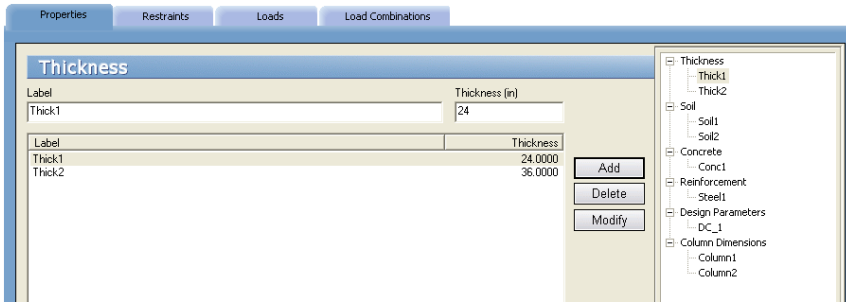 Properties Restraints Loads Load Combinations
Thickness
Label Thickness (in)
Thick1 24
Label Thickness
Thick1 24.0000
Thick2 36.0000
Add
Delete
Modify
Thickness
Thick1
Thick2
Soil
Soil1
Soil2
Concrete
Conc1
Reinforcement
Steel1
Design Parameters
DC_1
Column Dimensions
Column1
Column2